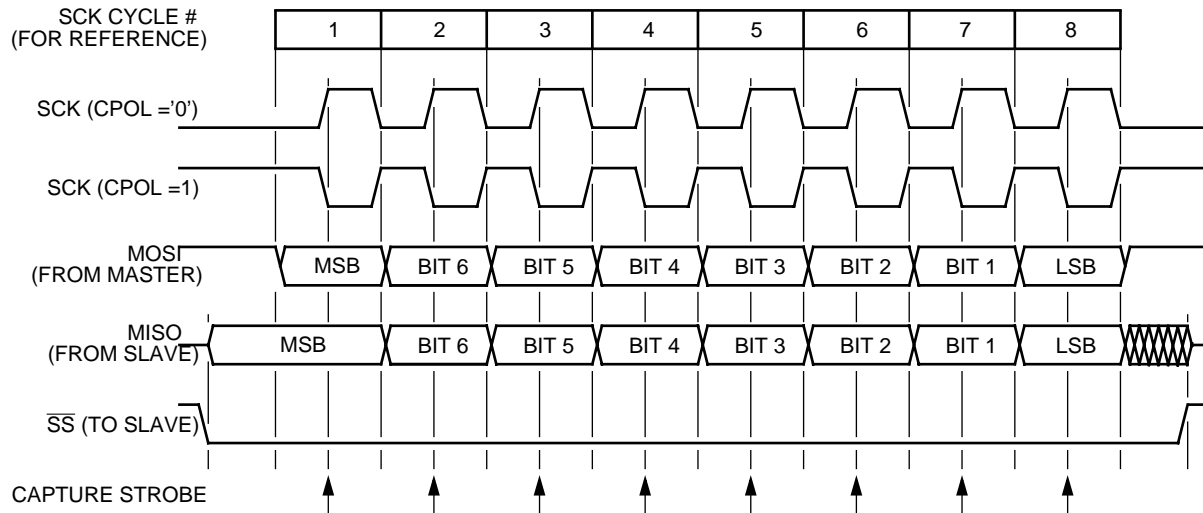 SCK CYCLE #
(FOR REFERENCE)
1 2 3 4 5 6 7 8
SCK (CPOL ='0')
SCK (CPOL =1)
MOSI
(FROM MASTER)
MSB BIT 6 BIT 5 BIT 4 BIT 3 BIT 2 BIT 1 LSB
MISO
(FROM SLAVE)
MSB BIT 6 BIT 5 BIT 4 BIT 3 BIT 2 BIT 1 LSB
SS (TO SLAVE)
CAPTURE STROBE